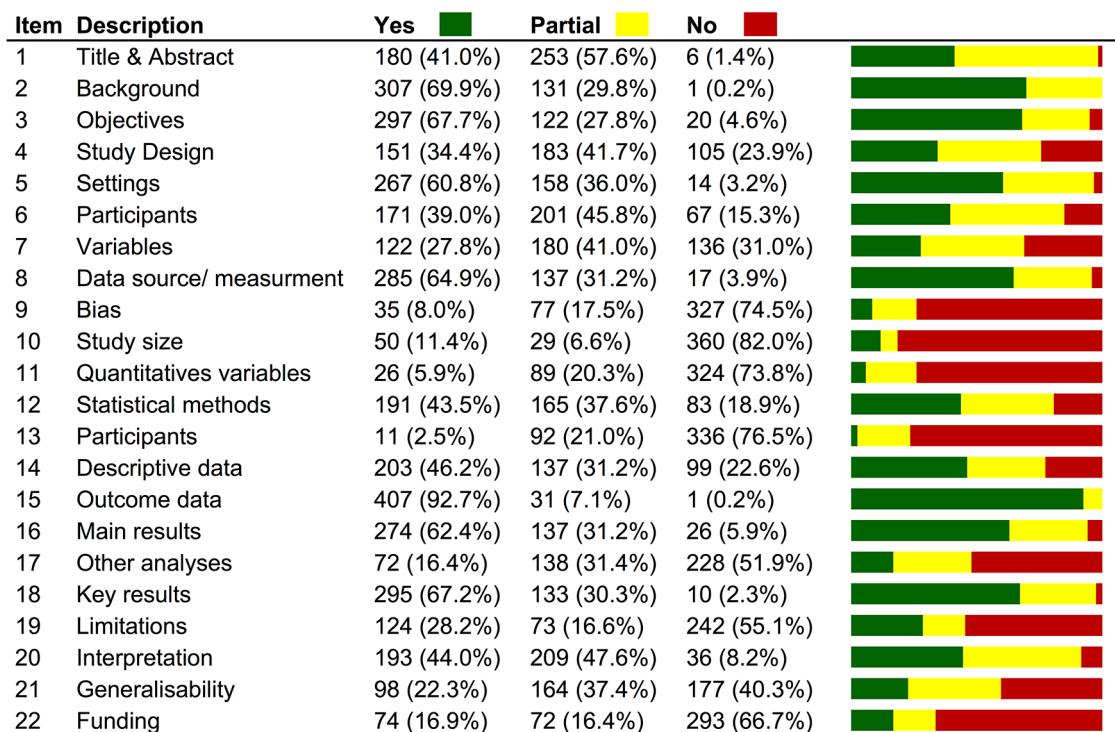 Item Description Yes Partial No
1 Title & Abstract 180 (41.0%) 253 (57.6%) 6 (1.4%)
2 Background 307 (69.9%) 131 (29.8%) 1 (0.2%)
3 Objectives 297 (67.7%) 122 (27.8%) 20 (4.6%)
4 Study Design 151 (34.4%) 183 (41.7%) 105 (23.9%)
5 Settings 267 (60.8%) 158 (36.0%) 14 (3.2%)
6 Participants 171 (39.0%) 201 (45.8%) 67 (15.3%)
7 Variables 122 (27.8%) 180 (41.0%) 136 (31.0%)
8 Data source/ measurment 285 (64.9%) 137 (31.2%) 17 (3.9%)
9 Bias 35 (8.0%) 77 (17.5%) 327 (74.5%)
10 Study size 50 (11.4%) 29 (6.6%) 360 (82.0%)
11 Quantitatives variables 26 (5.9%) 89 (20.3%) 324 (73.8%)
12 Statistical methods 191 (43.5%) 165 (37.6%) 83 (18.9%)
13 Participants 11 (2.5%) 92 (21.0%) 336 (76.5%)
14 Descriptive data 203 (46.2%) 137 (31.2%) 99 (22.6%)
15 Outcome data 407 (92.7%) 31 (7.1%) 1 (0.2%)
16 Main results 274 (62.4%) 137 (31.2%) 26 (5.9%)
17 Other analyses 72 (16.4%) 138 (31.4%) 228 (51.9%)
18 Key results 295 (67.2%) 133 (30.3%) 10 (2.3%)
19 Limitations 124 (28.2%) 73 (16.6%) 242 (55.1%)
20 Interpretation 193 (44.0%) 209 (47.6%) 36 (8.2%)
21 Generalisability 98 (22.3%) 164 (37.4%) 177 (40.3%)
22 Funding 74 (16.9%) 72 (16.4%) 293 (66.7%)